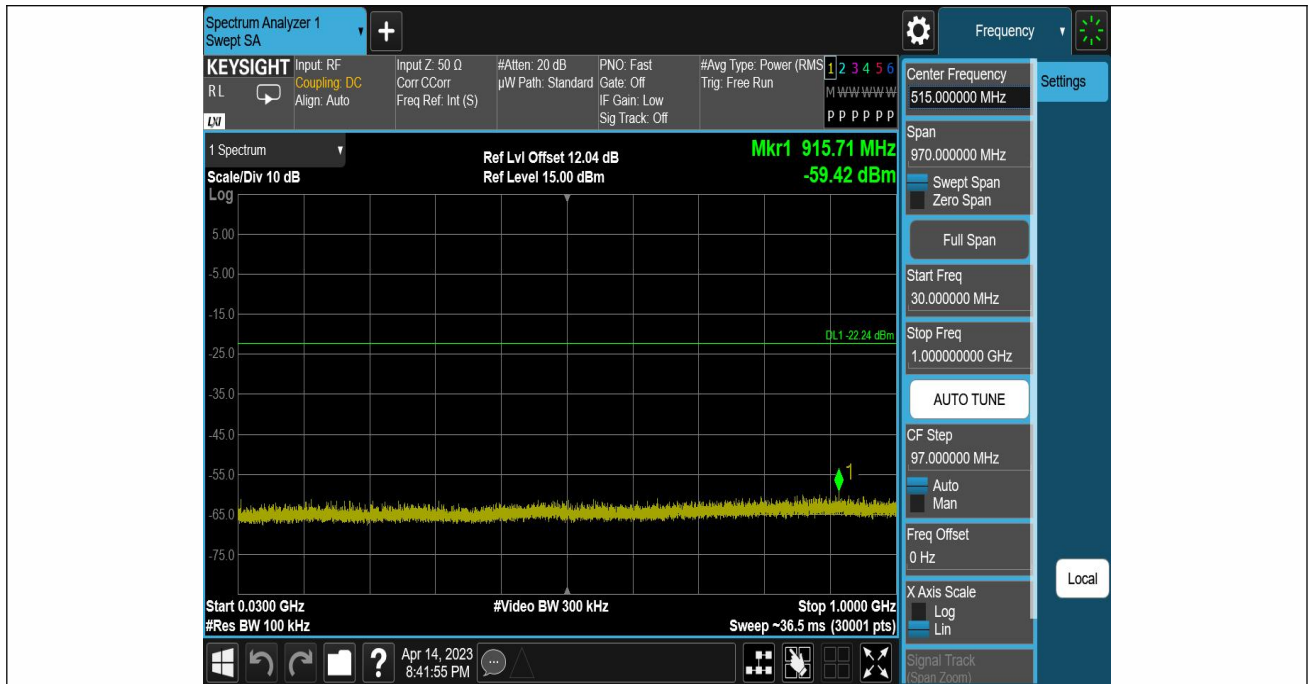 Spectrum Analyzer 1
Swept SA
+
Frequency
KEYSIGHT
RL
LXI
Input: RF
Coupling: DC
Align: Auto
Input Z: 50 Ω
Corr CCorr
Freq Ref: Int (S)
#Atten: 20 dB
µW Path: Standard
PNO: Fast
Gate: Off
IF Gain: Low
Sig Track: Off
#Avg Type: Power (RMS
Trig: Free Run
1 2 3 4 5 6
M W W W W W
P P P P P P
1 Spectrum
Scale/Div 10 dB
Ref Lvl Offset 12.04 dB
Ref Level 15.00 dBm
Mkr1 915.71 MHz
-59.42 dBm
Log
5.00
-5.00
-15.0
DL1 -22.24 dBm
-25.0
-35.0
-45.0
1
-55.0
-65.0
-75.0
Start 0.0300 GHz
#Video BW 300 kHz
Stop 1.0000 GHz
#Res BW 100 kHz
Sweep ~36.5 ms (30001 pts)
?
Apr 14, 2023
8:41:55 PM
Center Frequency
515.000000 MHz
Settings
Span
970.000000 MHz
Swept Span
Zero Span
Full Span
Start Freq
30.000000 MHz
Stop Freq
1.000000000 GHz
AUTO TUNE
CF Step
97.000000 MHz
Auto
Man
Freq Offset
0 Hz
Local
X Axis Scale
Log
Lin
Signal Track
(Span Zoom)